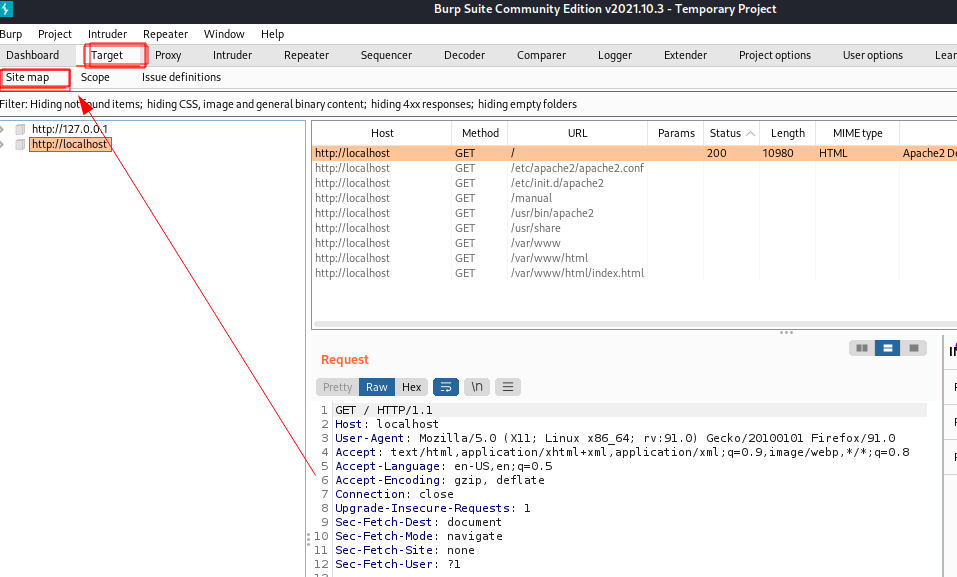 Burp Suite Community Edition v2021.10.3 - Temporary Project
Burp Project Intruder Repeater Window Help
Dashboard Target Proxy Intruder Repeater Sequencer Decoder Comparer Logger Extender Project options User options Lear
Site map Scope Issue definitions
Filter: Hiding not found items; hiding CSS, image and general binary content; hiding 4xx responses; hiding empty folders
http://127.0.0.1
http://localhost
Host Method URL Params Status Length MIME type
http://localhost GET / 200 10980 HTML Apache2 De
http://localhost GET /etc/apache2/apache2.conf
http://localhost GET /etc/init.d/apache2
http://localhost GET /manual
http://localhost GET /usr/bin/apache2
http://localhost GET /usr/share
http://localhost GET /var/www
http://localhost GET /var/www/html
http://localhost GET /var/www/html/index.html
Request
Pretty Raw Hex \n
1 GET / HTTP/1.1
2 Host: localhost
3 User-Agent: Mozilla/5.0 (X11; Linux x86_64; rv:91.0) Gecko/20100101 Firefox/91.0
4 Accept: text/html,application/xhtml+xml,application/xml;q=0.9,image/webp,*/*;q=0.8
5 Accept-Language: en-US,en;q=0.5
6 Accept-Encoding: gzip, deflate
7 Connection: close
8 Upgrade-Insecure-Requests: 1
9 Sec-Fetch-Dest: document
10 Sec-Fetch-Mode: navigate
11 Sec-Fetch-Site: none
12 Sec-Fetch-User: ?1